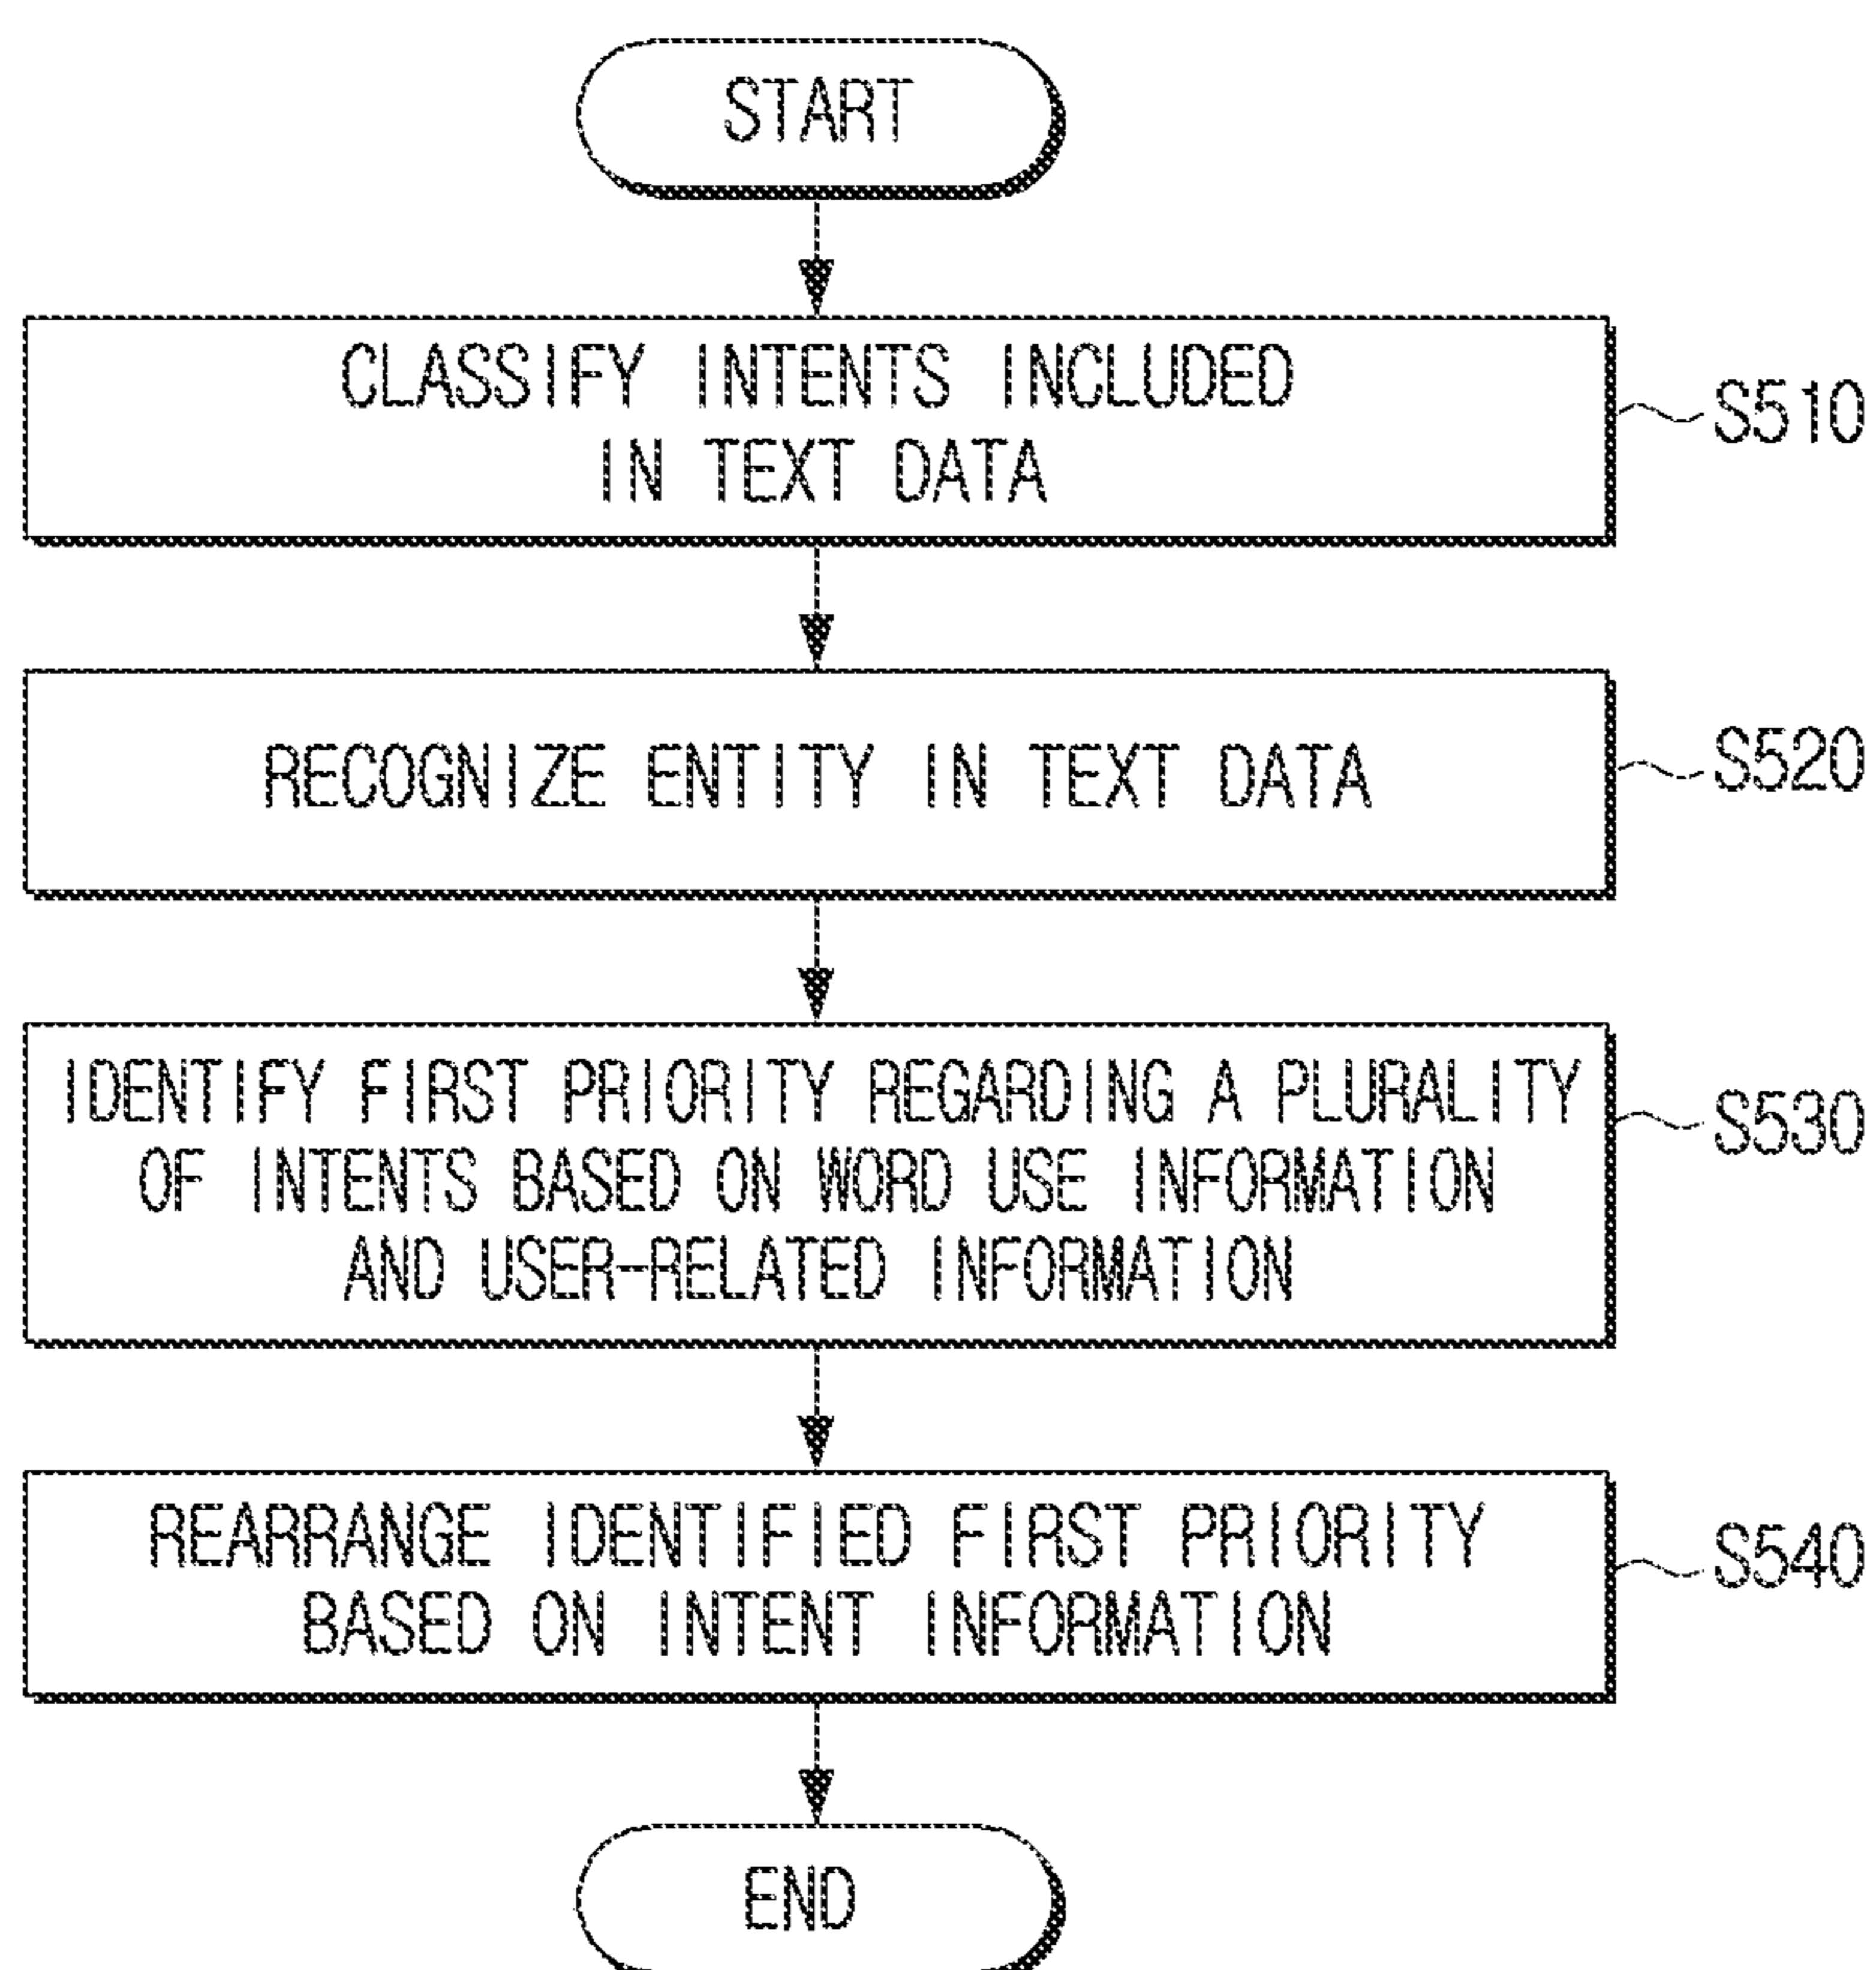 START
CLASSIFY INTENTS INCLUDED
IN TEXT DATA
S510
RECOGNIZE ENTITY IN TEXT DATA
S520
IDENTIFY FIRST PRIORITY REGARDING A PLURALITY
OF INTENTS BASED ON WORD USE INFORMATION
AND USER-RELATED INFORMATION
S530
REARRANGE IDENTIFIED FIRST PRIORITY
BASED ON INTENT INFORMATION
S540
END